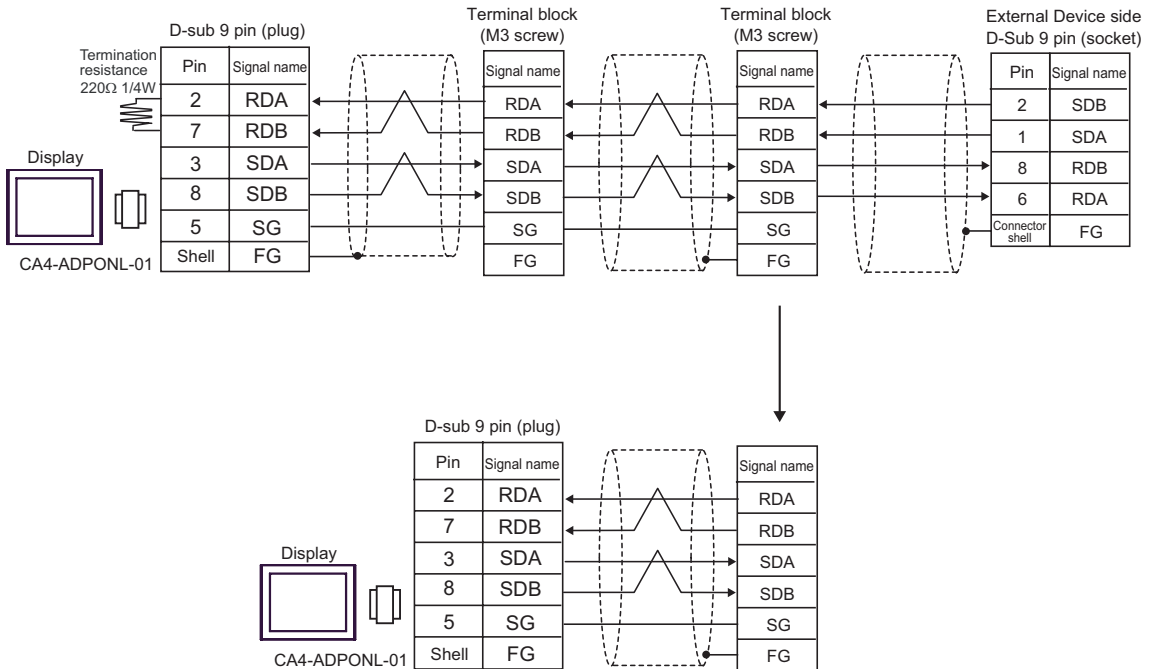 Terminal block
(M3 screw)
Terminal block
(M3 screw)
External Device side
D-Sub 9 pin (socket)
D-sub 9 pin (plug)
Termination
resistance
220Ω 1/4W
Pin Signal name
2 RDA
7 RDB
3 SDA
8 SDB
5 SG
Shell FG
Display
CA4-ADPONL-01
Signal name
RDA
RDB
SDA
SDB
SG
FG
Signal name
RDA
RDB
SDA
SDB
SG
FG
Pin Signal name
2 SDB
1 SDA
8 RDB
6 RDA
Connector
shell
FG
D-sub 9 pin (plug)
Pin Signal name
2 RDA
7 RDB
3 SDA
8 SDB
5 SG
Shell FG
Display
CA4-ADPONL-01
Signal name
RDA
RDB
SDA
SDB
SG
FG